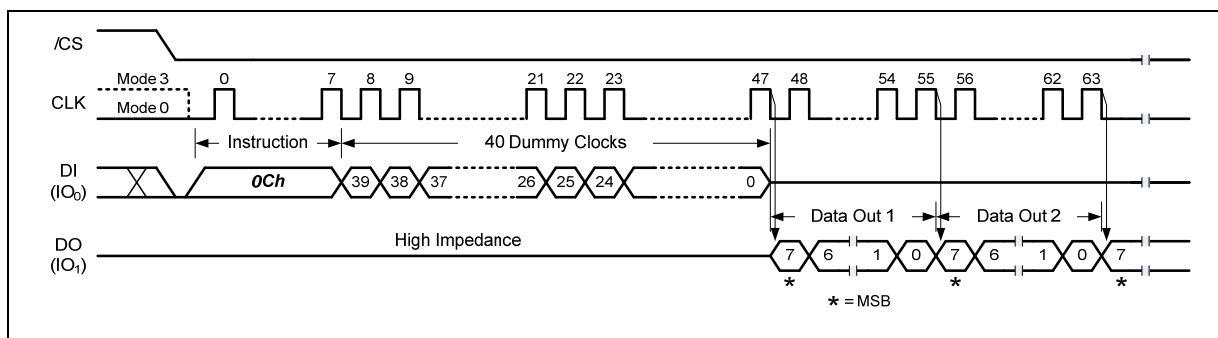 /CS
Mode 3
0 7 8 9 21 22 23 47 48 54 55 56 62 63
CLK
Mode 0
Instruction 40 Dummy Clocks
DI
(IO0)
0Ch 39 38 37 26 25 24 0
Data Out 1 Data Out 2
High Impedance
DO
(IO1)
7 6 1 0 7 6 1 0 7
* * *
* = MSB